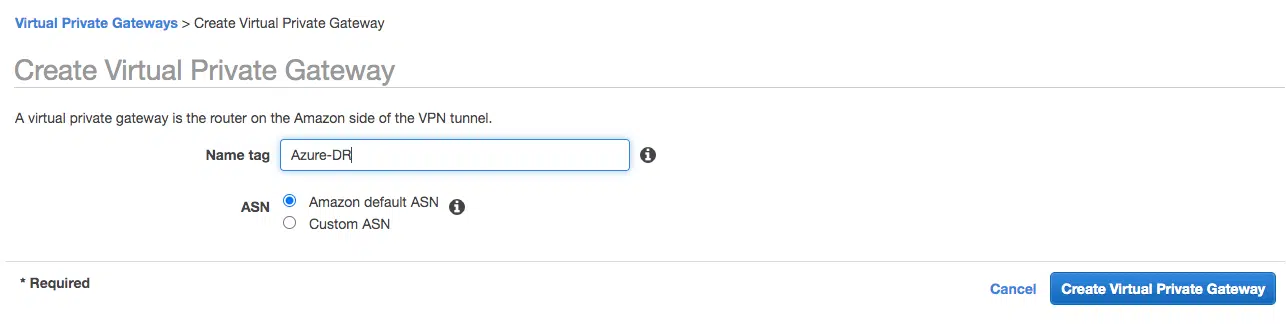 Virtual Private Gateways > Create Virtual Private Gateway
Create Virtual Private Gateway
A virtual private gateway is the router on the Amazon side of the VPN tunnel.
Name tag Azure-DR
ASN Amazon default ASN
Custom ASN
* Required
Cancel Create Virtual Private Gateway